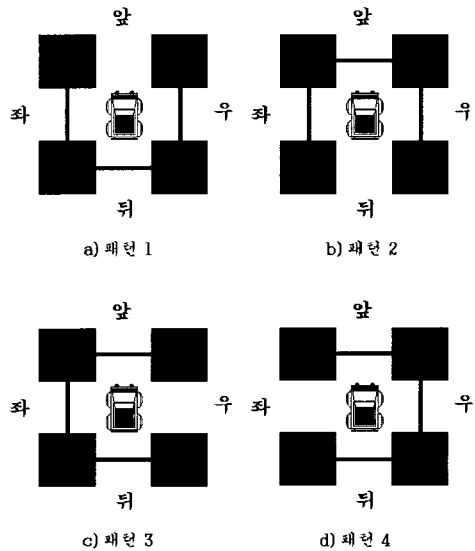 앞 앞
좌 우 좌 우
뒤 뒤
a) 패턴 1 b) 패턴 2
앞 앞
좌 우 좌 우
뒤 뒤
c) 패턴 3 d) 패턴 4